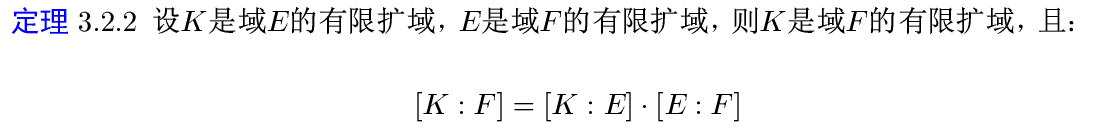 定理 3.2.2 设K是域E的有限扩域，E是域F的有限扩域，则K是域F的有限扩域，且：
[K : F] = [K : E] · [E : F]